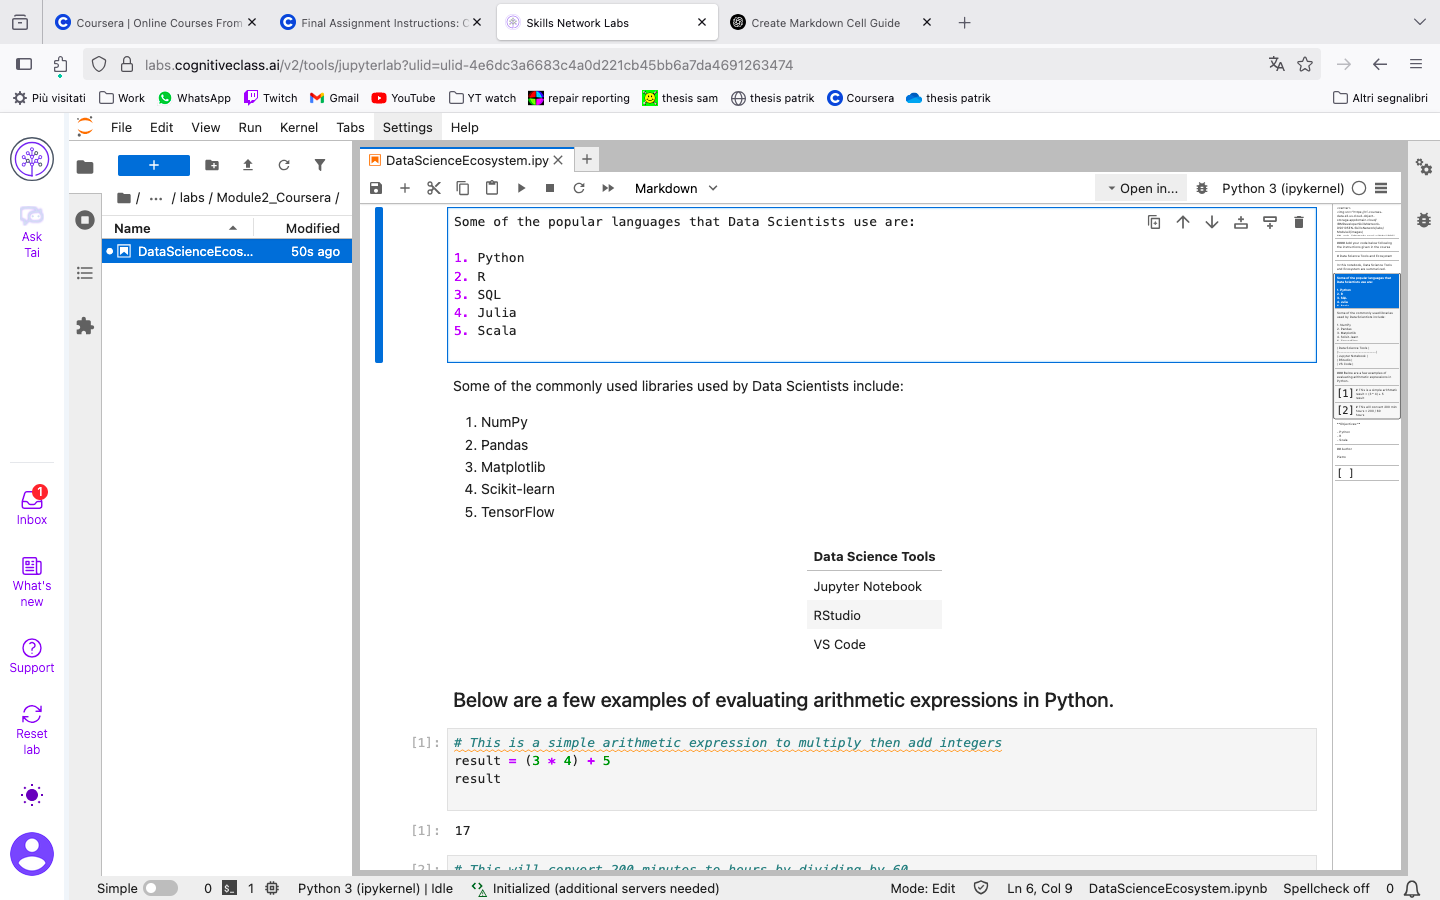 Coursera | Online Courses From
Final Assignment Instructions: C
Skills Network Labs
Create Markdown Cell Guide
labs.cognitiveclass.ai/v2/tools/jupyterlab?ulid=ulid-4e6dc3a6683c4a0d221cb45bb6a7da4691263474
Più visitati
Work
WhatsApp
Twitch
Gmail
YouTube
YT watch
repair reporting
thesis sam
thesis patrik
Coursera
thesis patrik
Altri segnalibri
File Edit View Run Kernel Tabs Settings Help
Ask
Tai
Inbox
1
What's
new
Support
Reset
lab
/ ··· / labs / Module2_Coursera /
Name Modified
DataScienceEcos... 50s ago
DataScienceEcosystem.ipy
Markdown
Open in...
Python 3 (ipykernel)
Some of the popular languages that Data Scientists use are:
1. Python
2. R
3. SQL
4. Julia
5. Scala
Some of the commonly used libraries used by Data Scientists include:
1. NumPy
2. Pandas
3. Matplotlib
4. Scikit-learn
5. TensorFlow
Data Science Tools
Jupyter Notebook
RStudio
VS Code
Below are a few examples of evaluating arithmetic expressions in Python.
[1]: # This is a simple arithmetic expression to multiply then add integers
result = (3 * 4) + 5
result
[1]: 17
[2]: # This will convert 200 minutes to hours by dividing by 60
[1]
[2]
[ ]
Simple
0
$_
1
Python 3 (ipykernel) | Idle
Initialized (additional servers needed)
Mode: Edit
Ln 6, Col 9
DataScienceEcosystem.ipynb
Spellcheck off
0